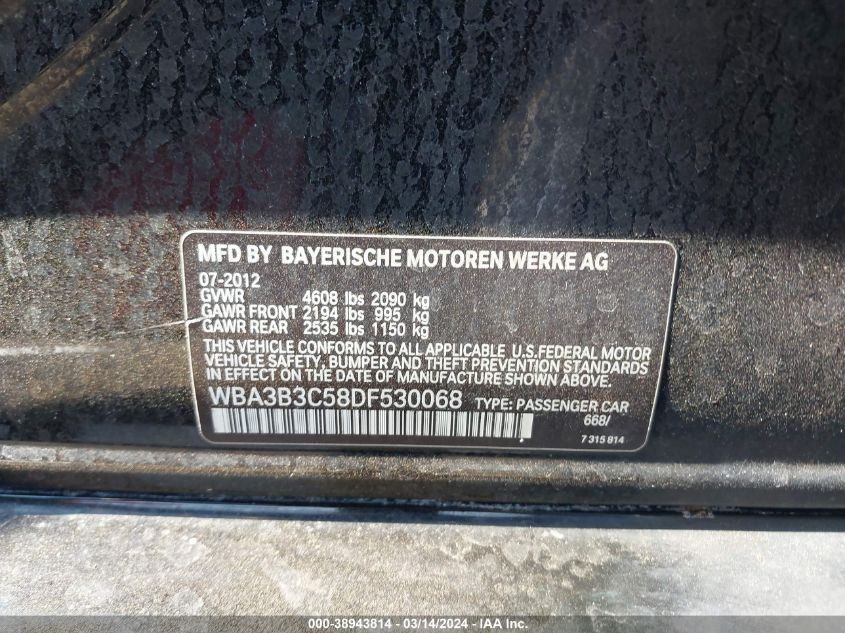 MFD BY BAYERISCHE MOTOREN WERKE AG
07-2012
GVWR 4608 lbs 2090 kg
GAWR FRONT 2194 lbs 995 kg
GAWR REAR 2535 lbs 1150 kg
THIS VEHICLE CONFORMS TO ALL APPLICABLE U.S.FEDERAL MOTOR
VEHICLE SAFETY, BUMPER AND THEFT PREVENTION STANDARDS
IN EFFECT ON THE DATE OF MANUFACTURE SHOWN ABOVE.
WBA3B3C58DF530068 TYPE: PASSENGER CAR
668/
7 315 814
000-38943814 - 03/14/2024 - IAA Inc.